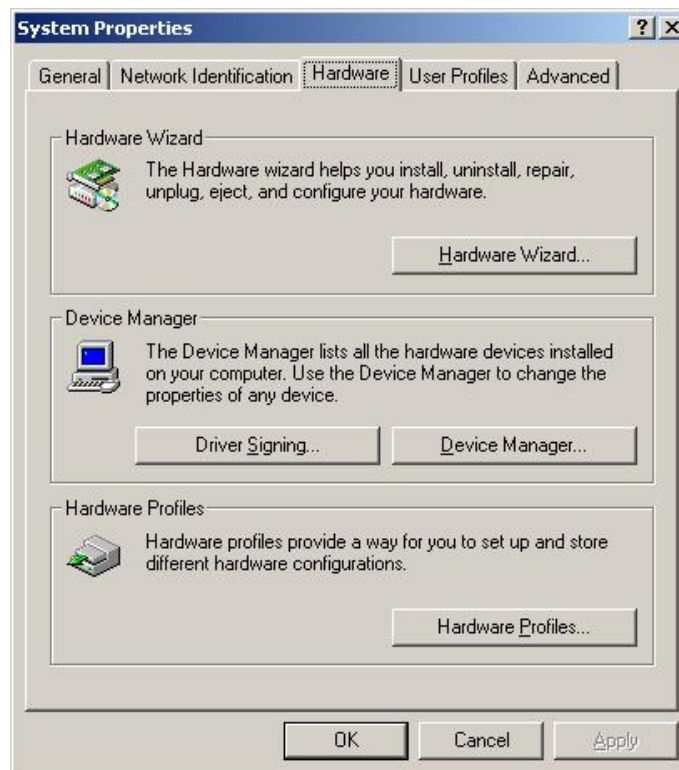 System Properties
General
Network Identification
Hardware
User Profiles
Advanced
Hardware Wizard
The Hardware wizard helps you install, uninstall, repair,
unplug, eject, and configure your hardware.
Hardware Wizard...
Device Manager
The Device Manager lists all the hardware devices installed
on your computer. Use the Device Manager to change the
properties of any device.
Driver Signing...
Device Manager...
Hardware Profiles
Hardware profiles provide a way for you to set up and store
different hardware configurations.
Hardware Profiles...
OK
Cancel
Apply